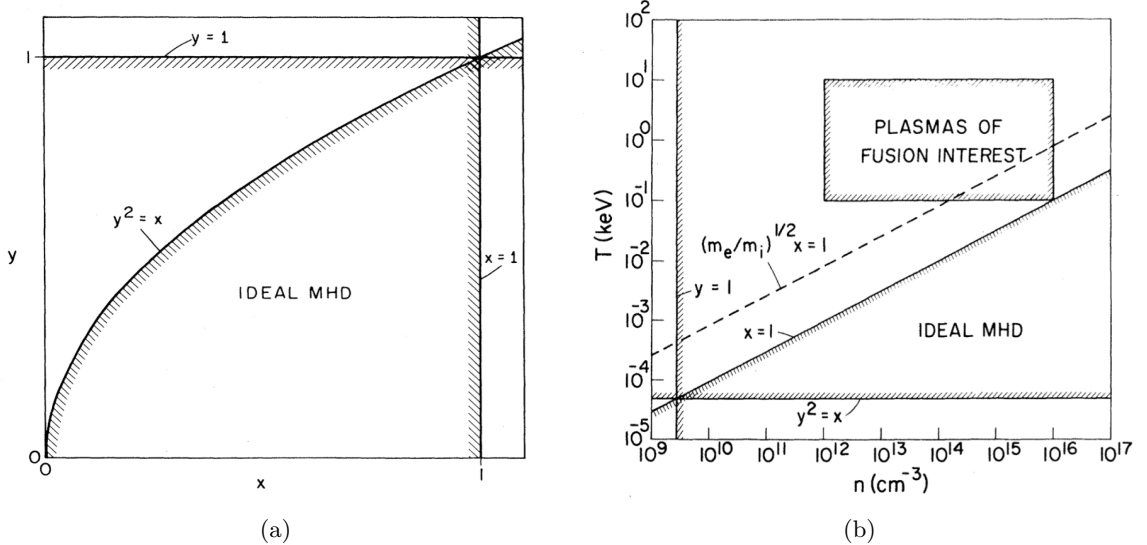 y = 1
1
y² = x
y
x = 1
IDEAL MHD
0
0
x
1
(a)
10²
10¹
10⁰
10⁻¹
10⁻²
10⁻³
10⁻⁴
10⁻⁵
T (keV)
PLASMAS OF
FUSION INTEREST
(mₑ/mᵢ)^1/2 x = 1
y = 1
x = 1
IDEAL MHD
y² = x
10⁹ 10¹⁰ 10¹¹ 10¹² 10¹³ 10¹⁴ 10¹⁵ 10¹⁶ 10¹⁷
n (cm⁻³)
(b)